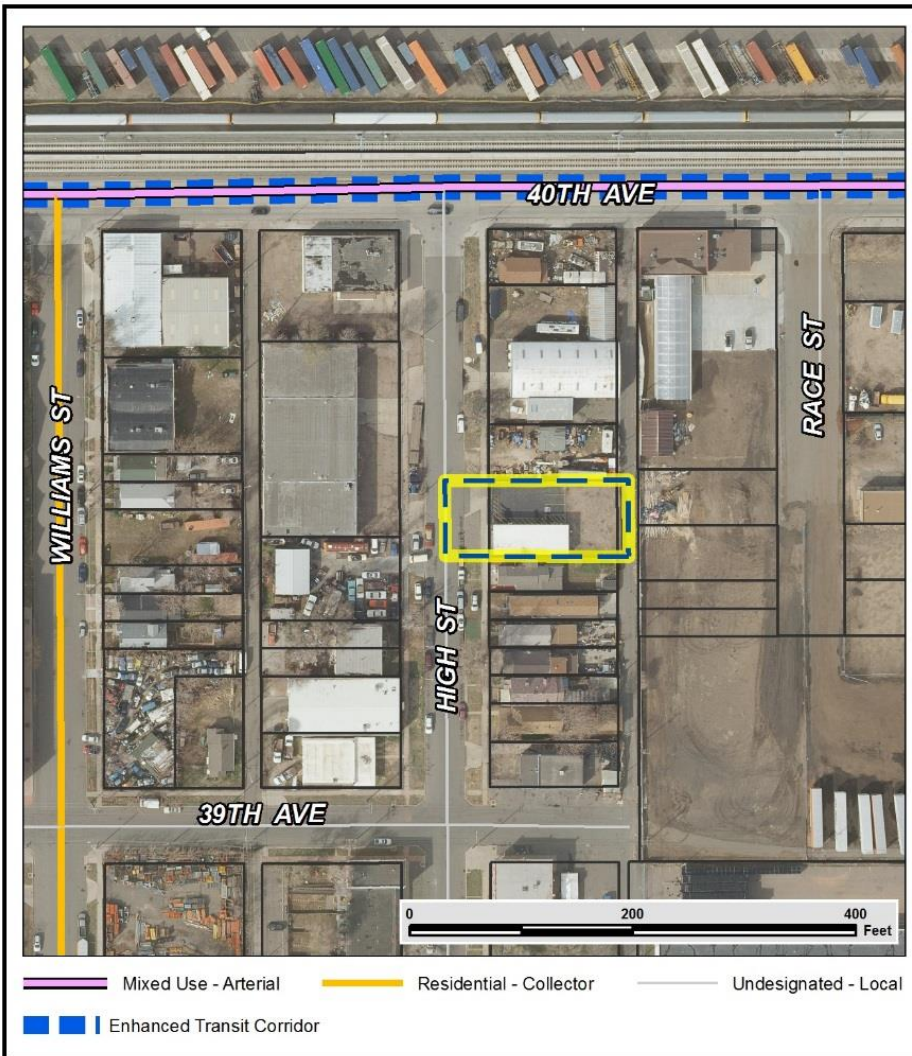 40TH AVE
WILLIAMS ST
HIGH ST
RACE ST
39TH AVE
0 200 400
Feet
Mixed Use - Arterial
Residential - Collector
Undesignated - Local
Enhanced Transit Corridor